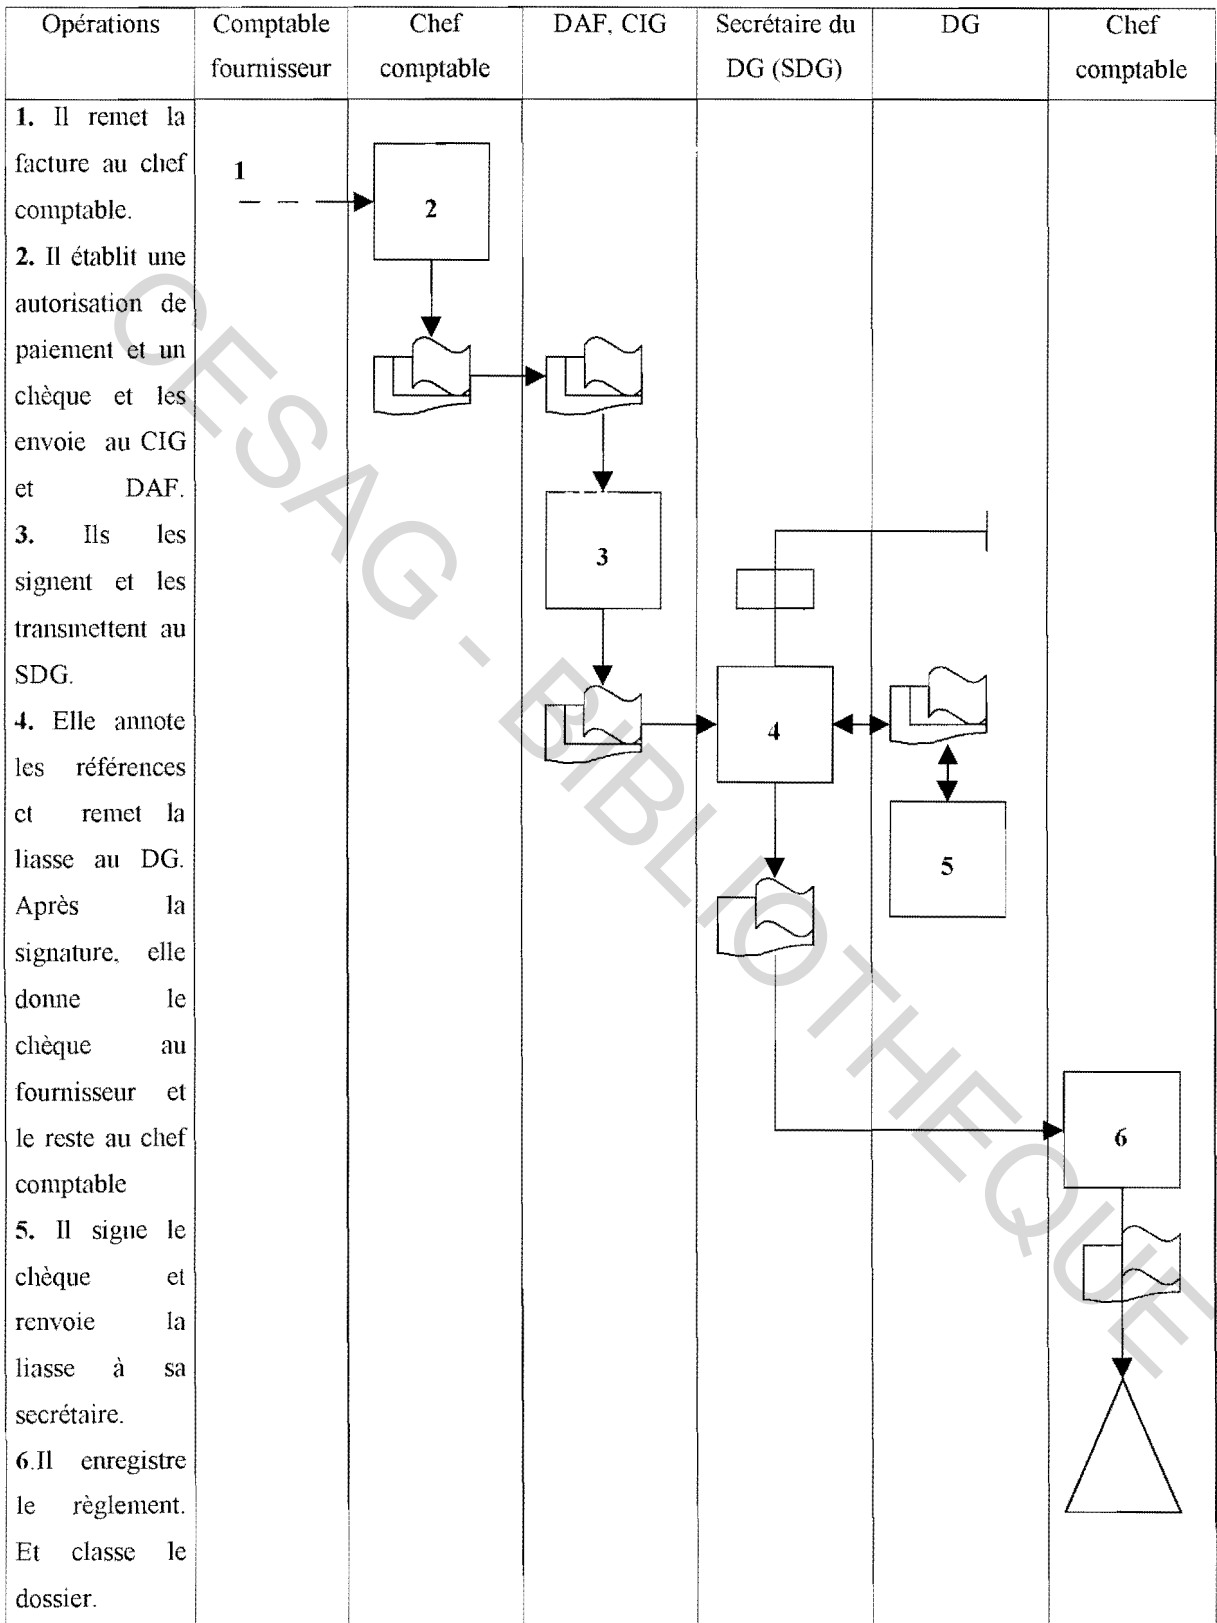 Opérations
Comptable
fournisseur
Chef
comptable
DAF, CIG
Secrétaire du
DG (SDG)
DG
Chef
comptable
1. Il remet la
facture au chef
comptable.
2. Il établit une
autorisation de
paiement et un
chèque et les
envoie au CIG
et DAF.
3. Ils les
signent et les
transmettent au
SDG.
4. Elle annote
les références
et remet la
liasse au DG.
Après la
signature, elle
donne le
chèque au
fournisseur et
le reste au chef
comptable
5. Il signe le
chèque et
renvoie la
liasse à sa
secrétaire.
6.Il enregistre
le règlement.
Et classe le
dossier.
1
2
3
4
5
6
CESAG - BIBLIOTHEQUE